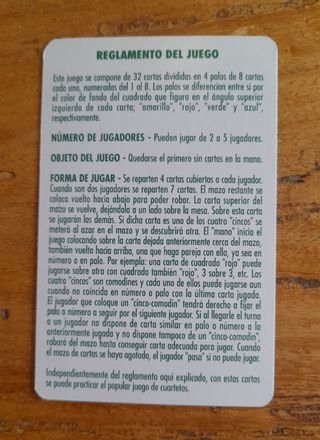 REGLAMENTO DEL JUEGO
Este juego se compone de 32 cartas divididas en 4 palos de 8 cartas
cada uno, numerados del 1 al 8. Los palos se diferencian entre si por
el color de fondo del cuadrado que figura en el ángulo superior
izquierdo de cada carta; "amarillo", "rojo", "verde" y "azul",
respectivamente.
NÚMERO DE JUGADORES - Pueden jugar de 2 a 5 jugadores.
OBJETO DEL JUEGO - Quedarse el primero sin cartas en la mano.
FORMA DE JUGAR - Se reparten 4 cartas cubiertas a cada jugador.
Cuando son dos jugadores se reparten 7 cartas. El mazo restante se
coloca vuelto hacia abajo para poder robar. La carta superior del
mazo se vuelve, dejándola a un lado sobre la mesa. Sobre esta carta
se jugarán las demás. Si dicha carta es una de los cuatro "cincos" se
meterá al azar en el mazo y se descubrirá otra. El "mano" inicia el
juego colocando sobre la carta dejada anteriormente cerca del mazo,
también vuelta hacia arriba, una que haga pareja con ella, ya sea en
número o en palo. Por ejemplo: una carta de cuadrado "rojo" puede
jugarse sobre otra con cuadrado también "rojo", 3 sobre 3, etc. Los
cuatro "cincos" son comodines y cada uno de ellos puede jugarse aun
cuando no coincida en número o palo con la última carta jugada.
El jugador que coloque un "cinco-comodín" tendrá derecho a fijar el
palo o número a seguir por el siguiente jugador. Si al llegarle el turno
a un jugador no dispone de carta similar en palo o número a la
anteriormente jugada y no dispone tampoco de un "cinco-comodín",
robará del mazo hasta conseguir carta adecuada para jugar. Cuando
el mazo de cartas se haya agotado, el jugador "pasa" si no puede jugar.
Independientemente del reglamento aquí explicado, con estas cartas
se puede practicar el popular juego de cuartetos.